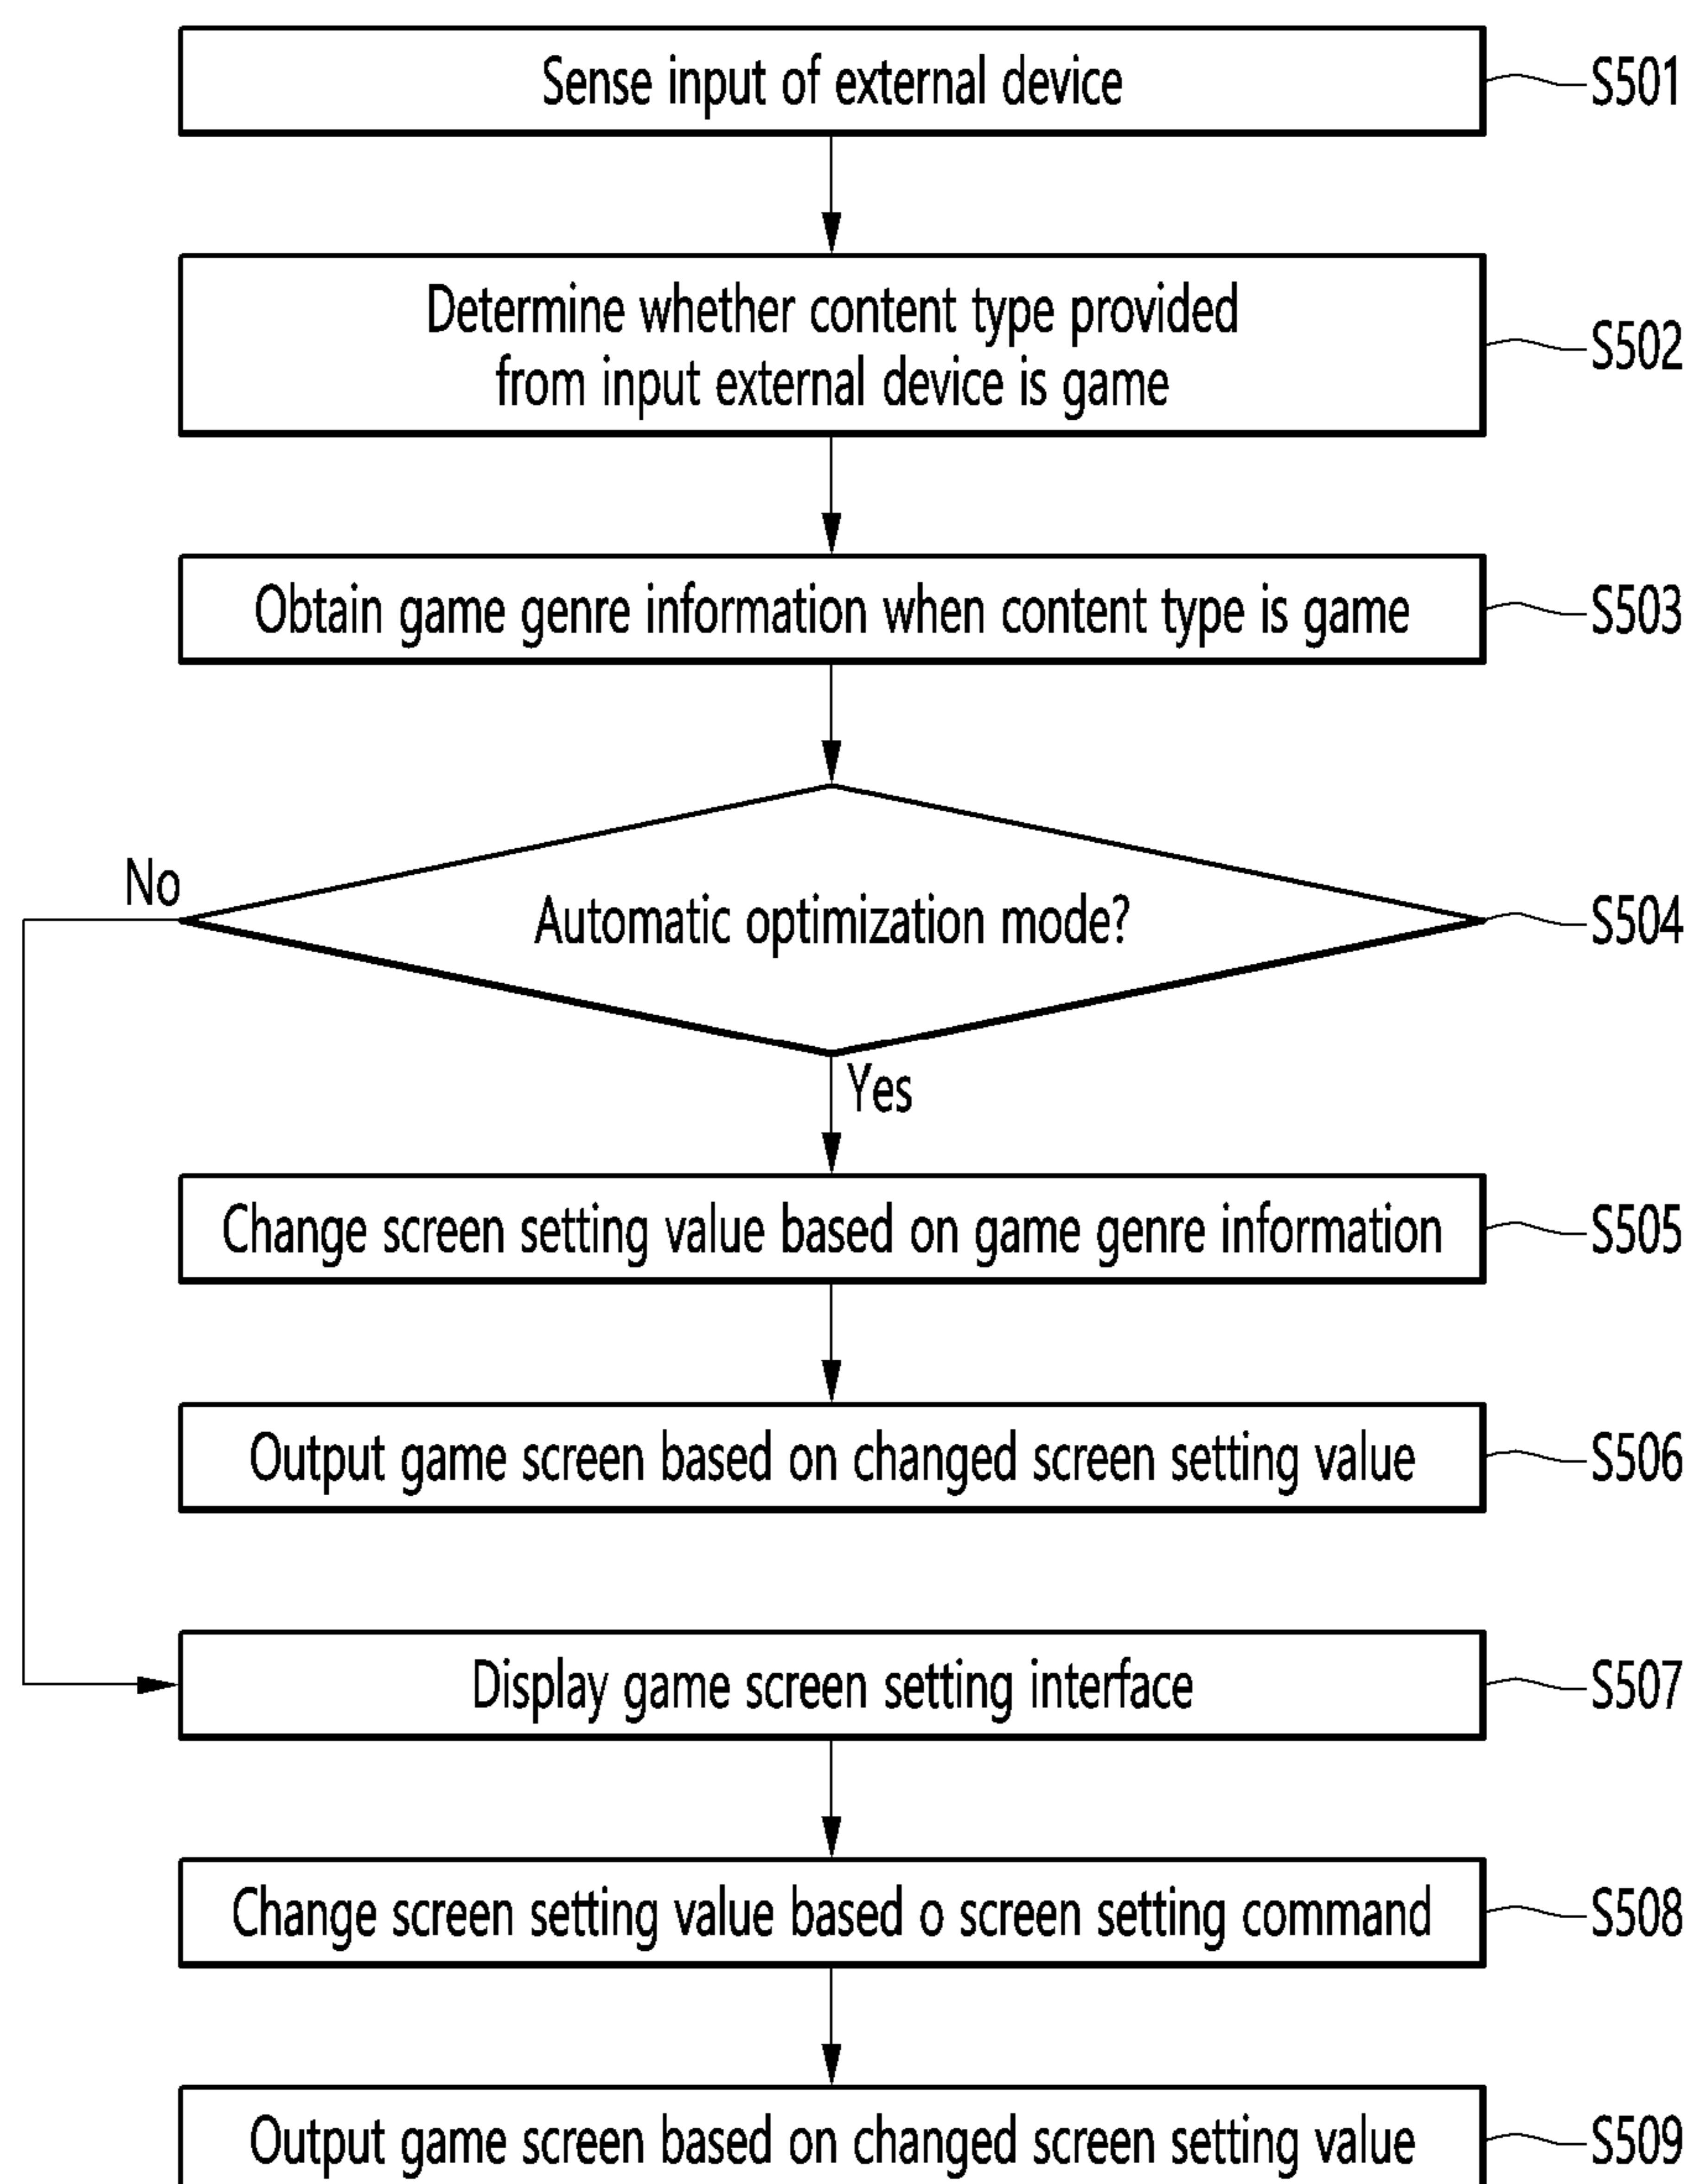 Sense input of external device
S501
Determine whether content type provided
from input external device is game
S502
Obtain game genre information when content type is game
S503
No
Automatic optimization mode?
S504
Yes
Change screen setting value based on game genre information
S505
Output game screen based on changed screen setting value
S506
Display game screen setting interface
S507
Change screen setting value based o screen setting command
S508
Output game screen based on changed screen setting value
S509